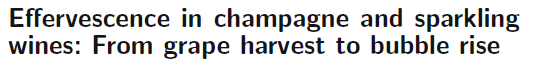 Effervescence in champagne and sparkling
wines: From grape harvest to bubble rise